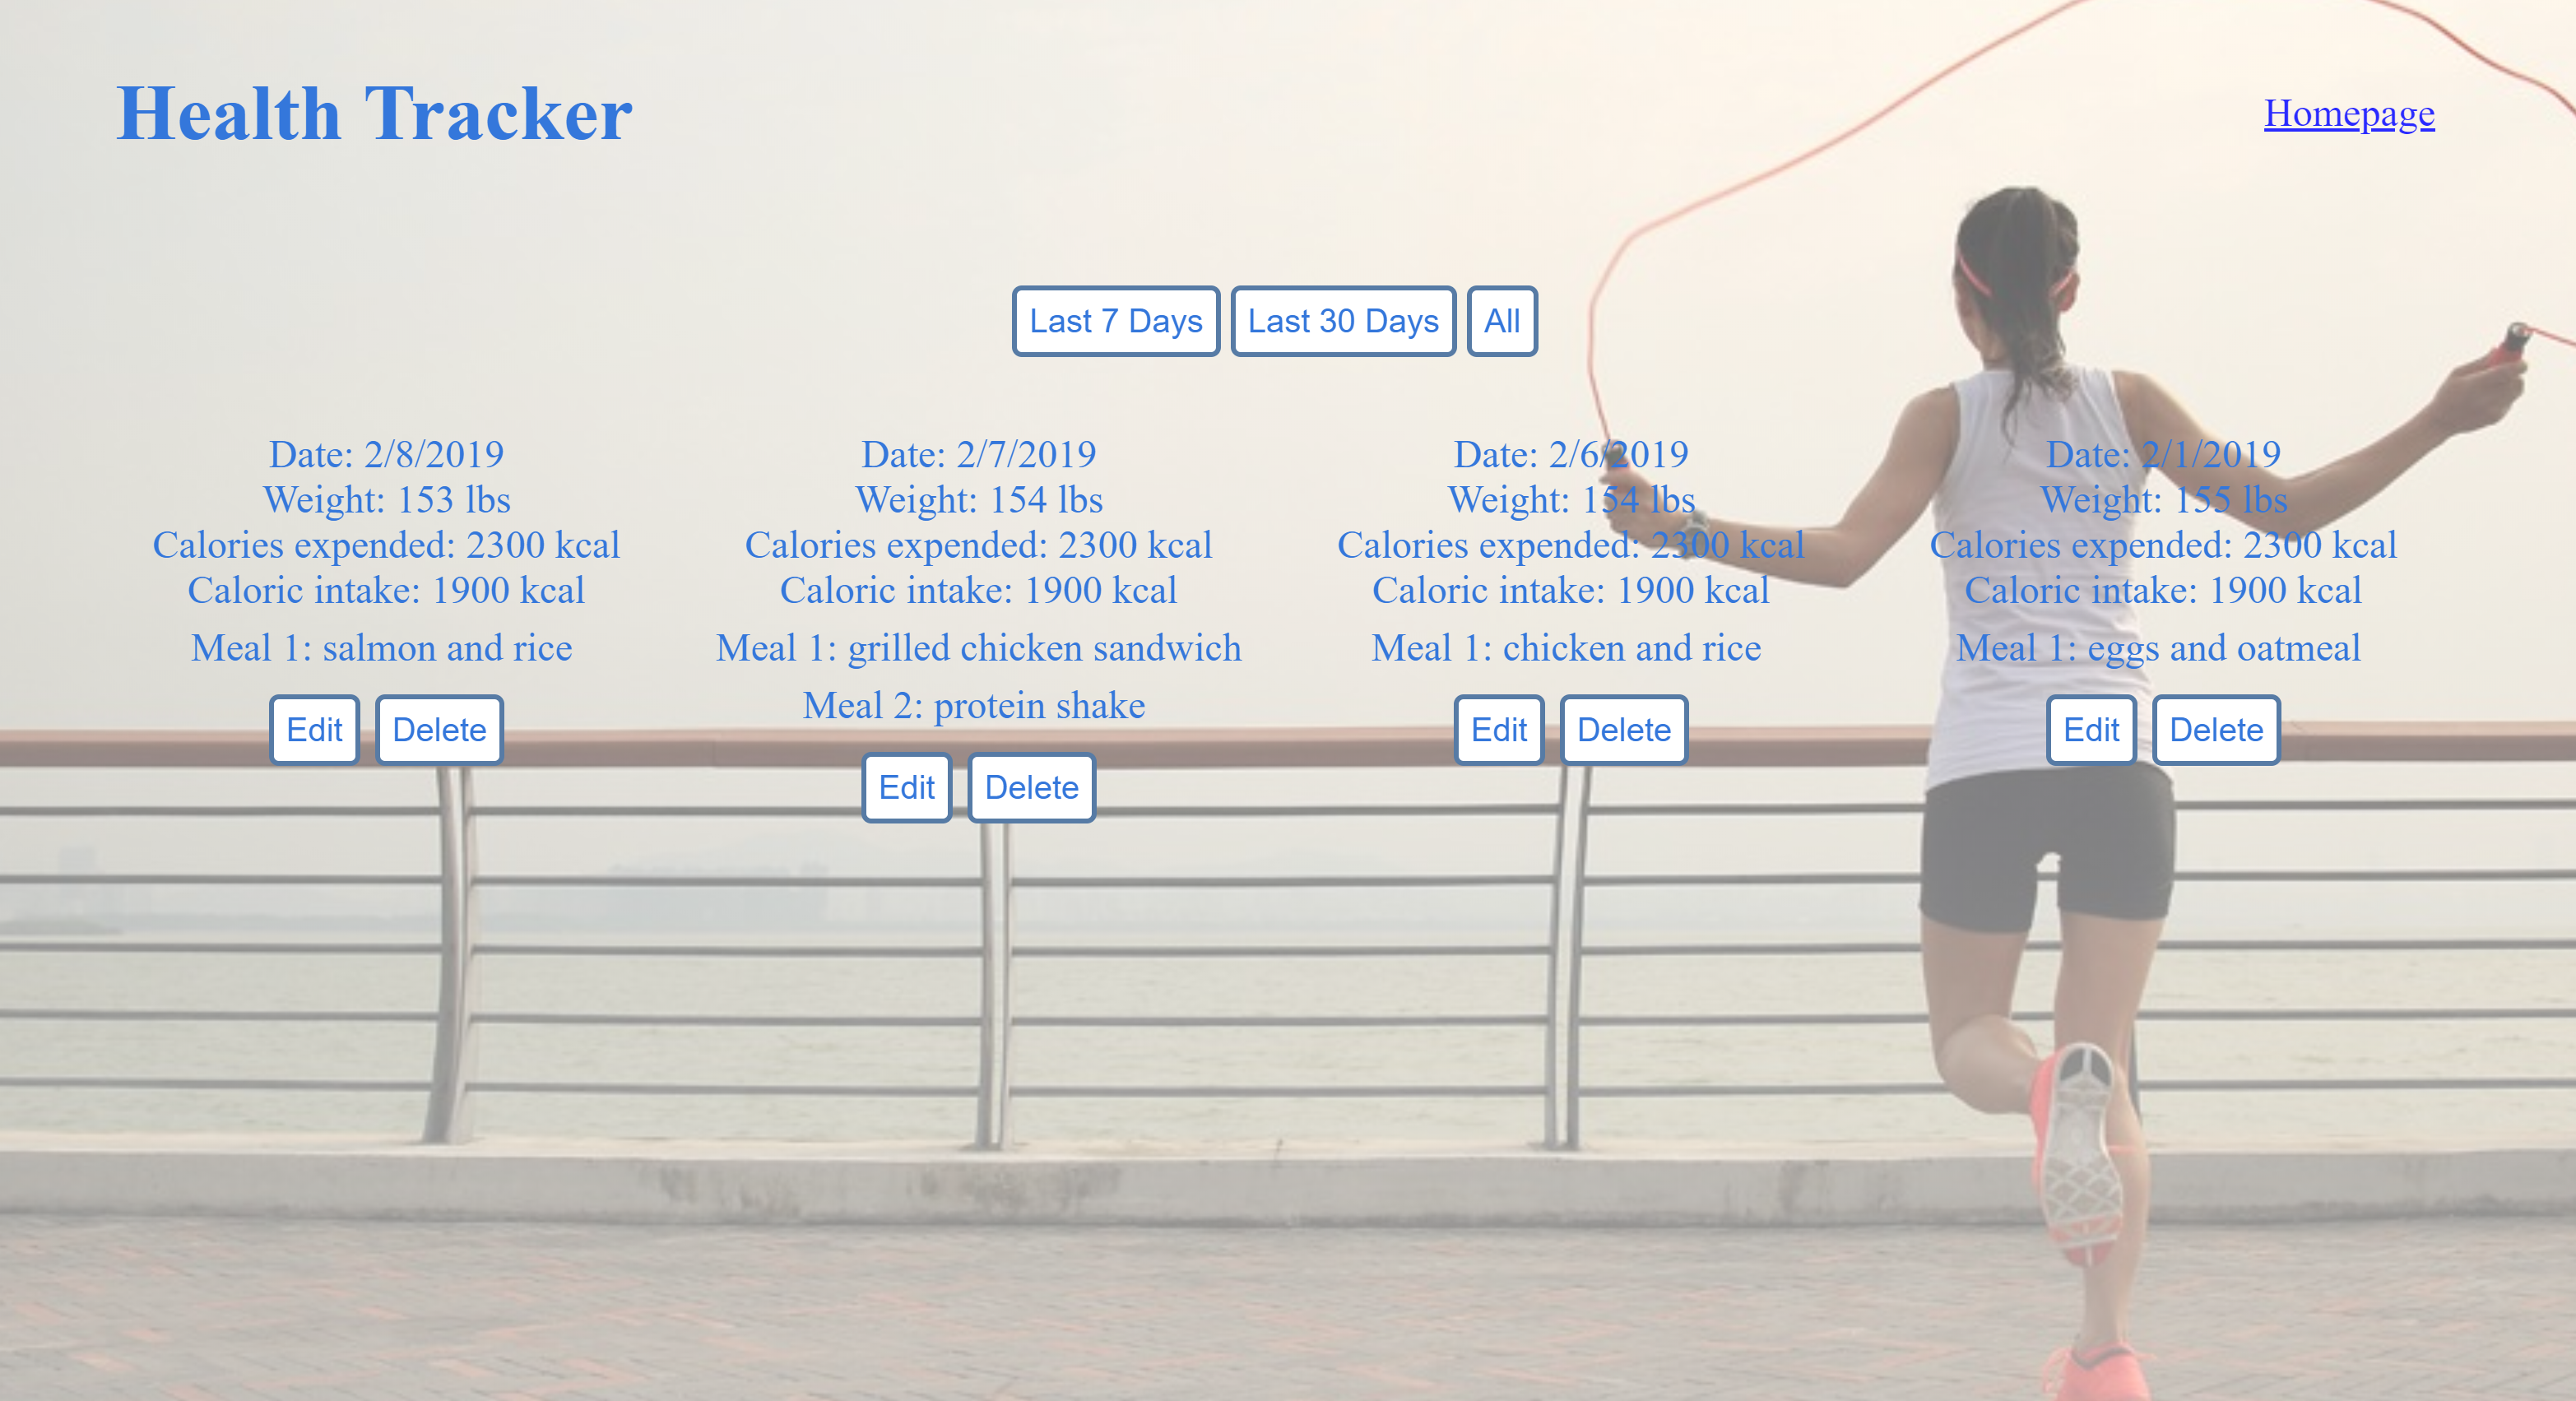 Health Tracker
Homepage
Last 7 Days
Last 30 Days
All
Date: 2/8/2019
Weight: 153 lbs
Calories expended: 2300 kcal
Caloric intake: 1900 kcal
Meal 1: salmon and rice
Edit
Delete
Date: 2/7/2019
Weight: 154 lbs
Calories expended: 2300 kcal
Caloric intake: 1900 kcal
Meal 1: grilled chicken sandwich
Meal 2: protein shake
Edit
Delete
Date: 2/6/2019
Weight: 154 lbs
Calories expended: 2300 kcal
Caloric intake: 1900 kcal
Meal 1: chicken and rice
Edit
Delete
Date: 2/1/2019
Weight: 155 lbs
Calories expended: 2300 kcal
Caloric intake: 1900 kcal
Meal 1: eggs and oatmeal
Edit
Delete